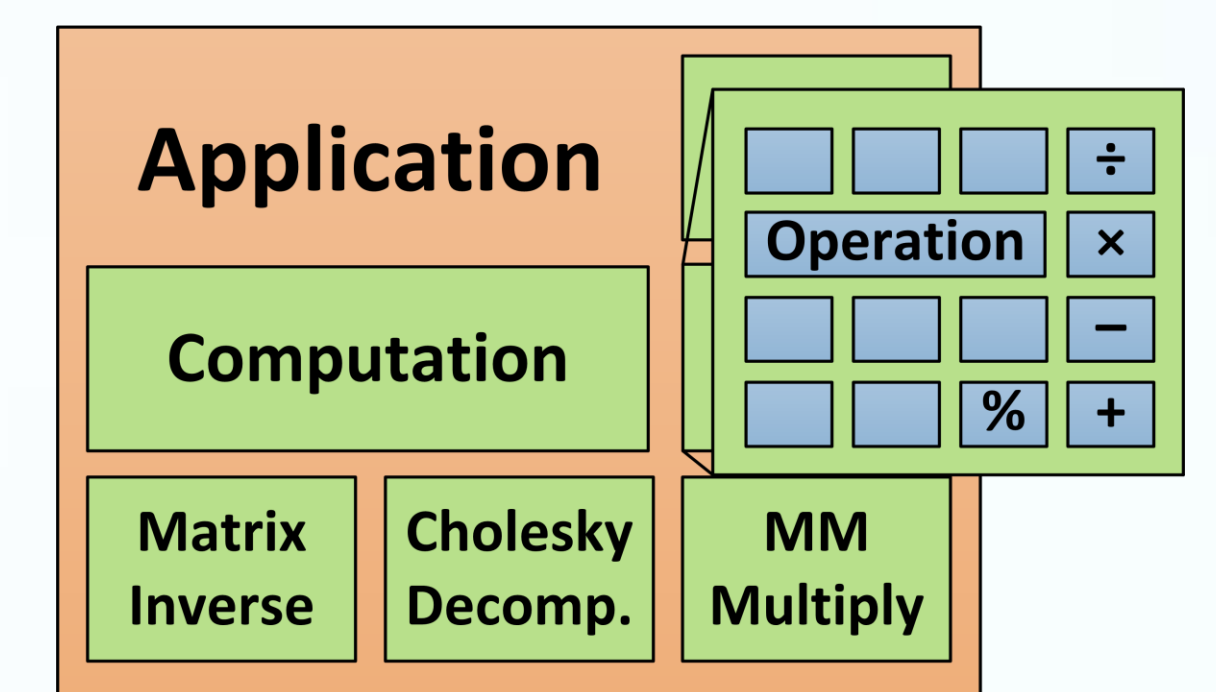 Application
÷
Operation
×
Computation
−
%
+
Matrix
Inverse
Cholesky
Decomp.
MM
Multiply